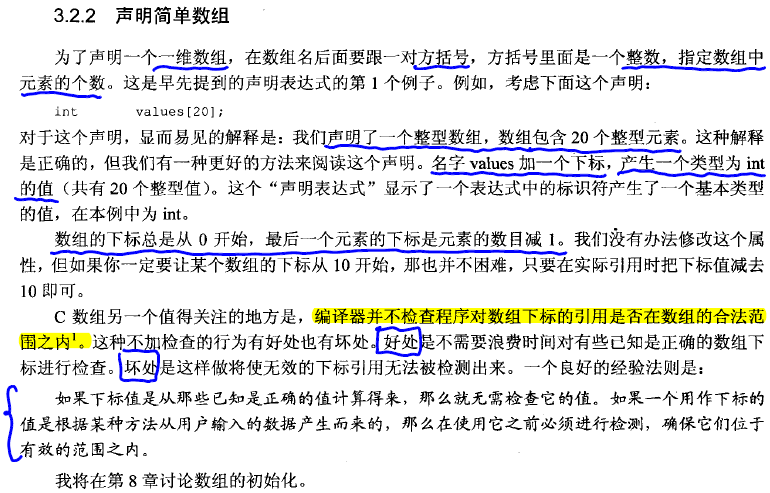 3.2.2 声明简单数组
为了声明一个一维数组，在数组名后面要跟一对方括号，方括号里面是一个整数，指定数组中
元素的个数。这是早先提到的声明表达式的第 1 个例子。例如，考虑下面这个声明：
int values[20];
对于这个声明，显而易见的解释是：我们声明了一个整型数组，数组包含 20 个整型元素。这种解释
是正确的，但我们有一种更好的方法来阅读这个声明。名字 values 加一个下标，产生一个类型为 int
的值（共有 20 个整型值）。这个“声明表达式”显示了一个表达式中的标识符产生了一个基本类型
的值，在本例中为 int。
数组的下标总是从 0 开始，最后一个元素的下标是元素的数目减 1。我们没有办法修改这个属
性，但如果你一定要让某个数组的下标从 10 开始，那也并不困难，只要在实际引用时把下标值减去
10 即可。
C 数组另一个值得关注的地方是，编译器并不检查程序对数组下标的引用是否在数组的合法范
围之内¹。这种不加检查的行为有好处也有坏处。好处是不需要浪费时间对有些已知是正确的数组下
标进行检查。坏处是这样做将使无效的下标引用无法被检测出来。一个良好的经验法则是：
如果下标值是从那些已知是正确的值计算得来，那么就无需检查它的值。如果一个用作下标的
值是根据某种方法从用户输入的数据产生而来的，那么在使用它之前必须进行检测，确保它们位于
有效的范围之内。
我将在第 8 章讨论数组的初始化。